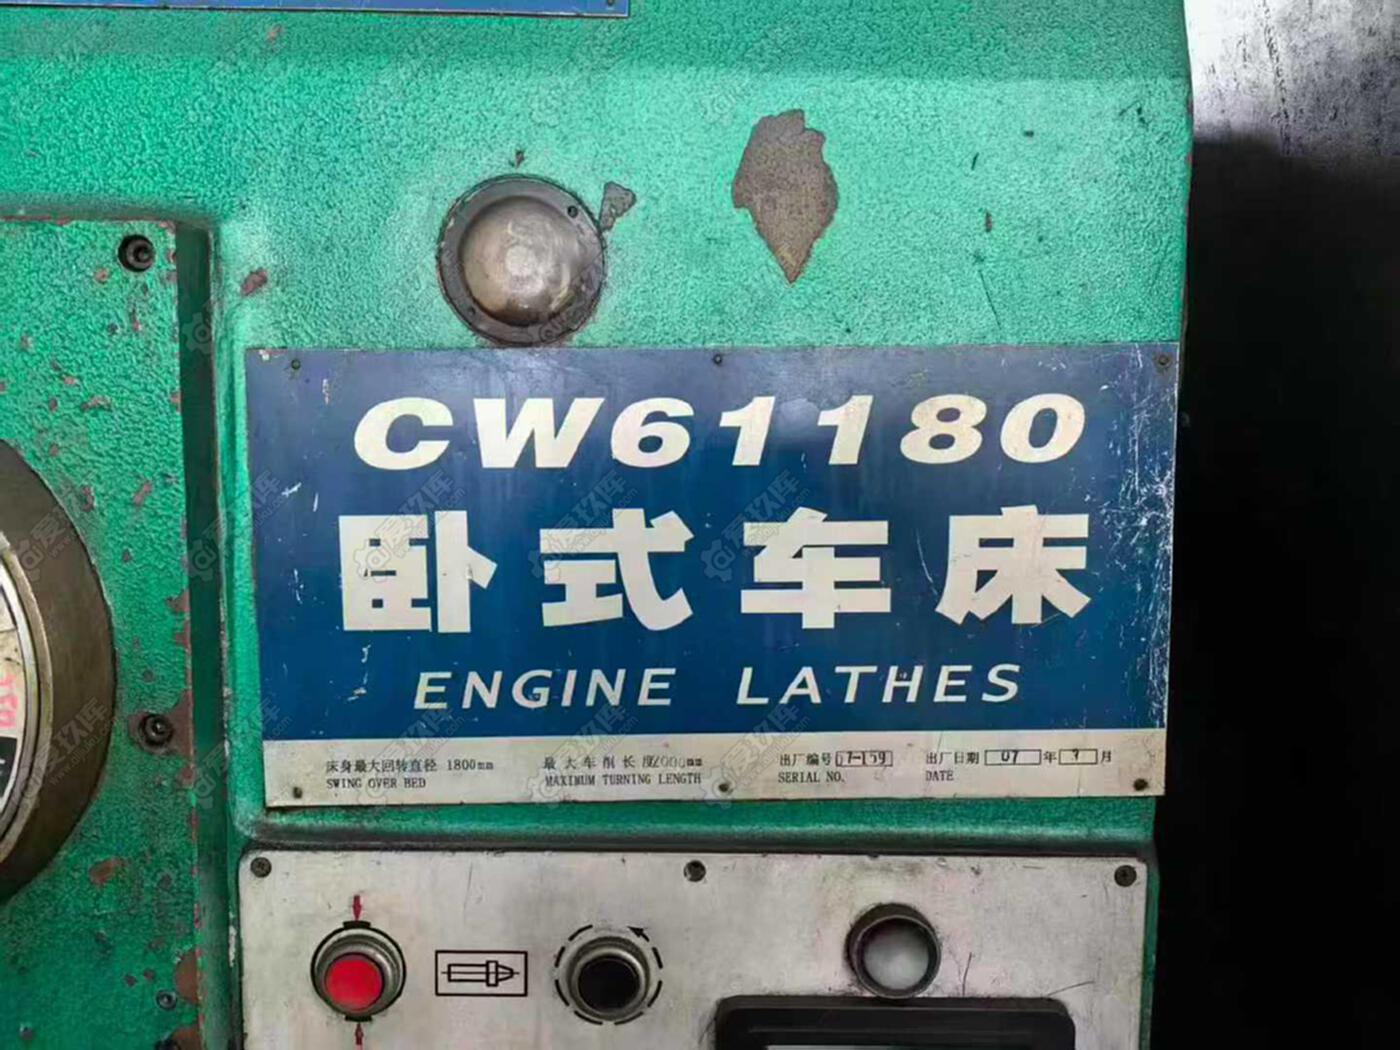 CW61180
卧式车床
ENGINE LATHES
床身最大回转直径 1800mm 最大车削长度 出厂编号 07-159 出厂日期 07 年 月
SWING OVER BED MAXIMUM TURNING LENGTH SERIAL NO. DATE